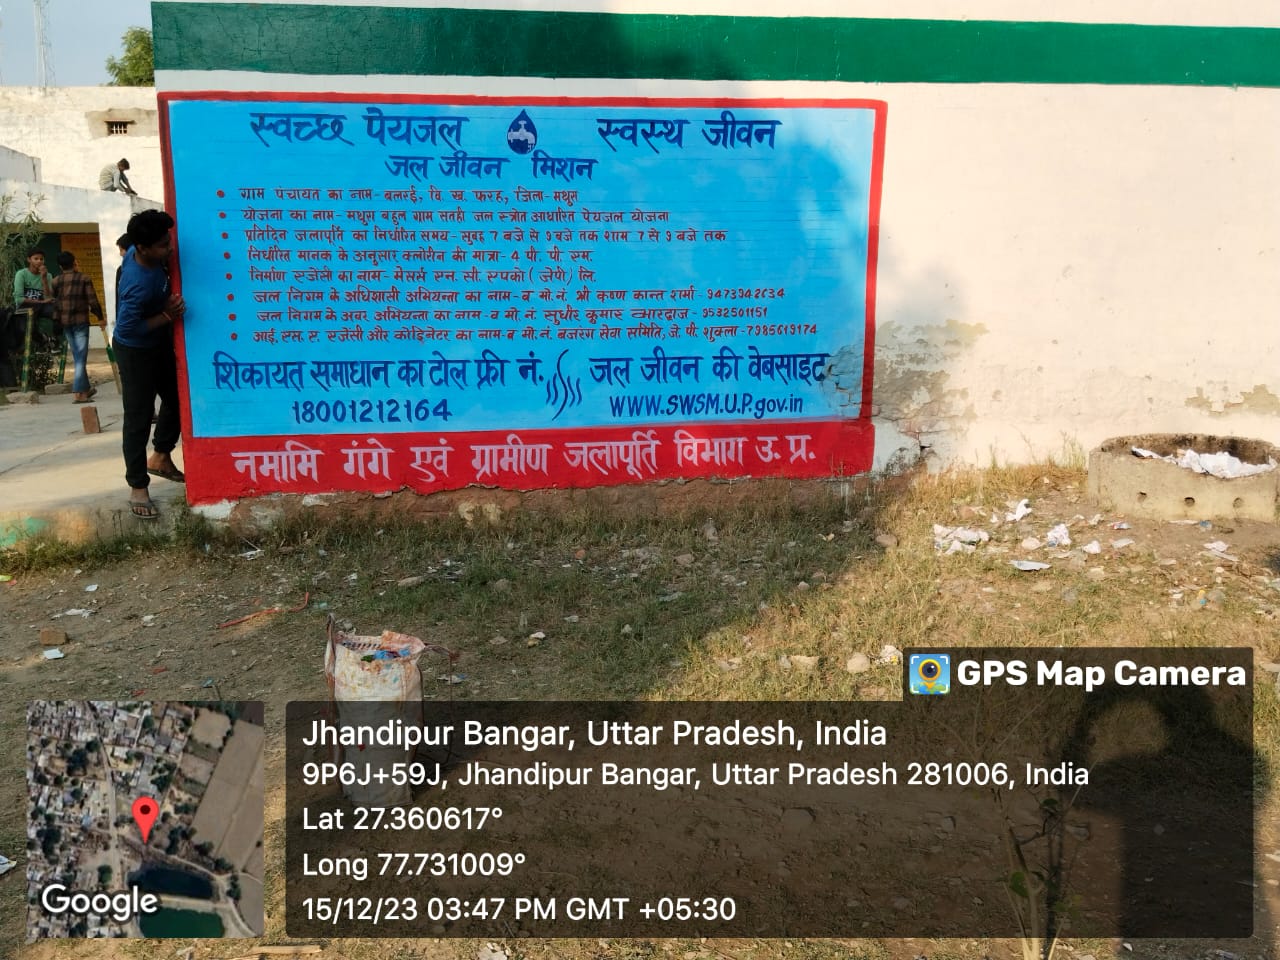 स्वच्छ पेयजल स्वस्थ जीवन
जल जीवन मिशन
• ग्राम पंचायत का नाम - बलरई, वि. ख. फरह, जिला - मथुरा
• योजना का नाम - मथुरा बहुल ग्राम सतही जल स्त्रोत आधारित पेयजल योजना
• प्रतिदिन जलापूर्ति का निर्धारित समय - सुबह 7 बजे से 9 बजे तक शाम 7 से 9 बजे तक
• निर्धारित मानक के अनुसार क्लोरीन की मात्रा - 4 पी. पी. एम.
• निर्माण एजेंसी का नाम - मेसर्स एन. सी. एपको (जेपी) लि.
• जल निगम के अधिशासी अभियन्ता का नाम - व मो. नं. श्री कृष्ण कान्त शर्मा - 9473942634
• जल निगम के अवर अभियन्ता का नाम - व मो. नं. सुधीर कुमार भारद्वाज - 9532501151
• आई. एस. ए. एजेंसी और कोर्डिनेटर का नाम - व मो. नं. बजरंग सेवा समिति, जे. पी. शुक्ला - 7985619174
शिकायत समाधान का टोल फ्री नं. जल जीवन की वेबसाइट
18001212164 www.SWSM.U.P.gov.in
नमामि गंगे एवं ग्रामीण जलापूर्ति विभाग उ. प्र.
GPS Map Camera
Jhandipur Bangar, Uttar Pradesh, India
9P6J+59J, Jhandipur Bangar, Uttar Pradesh 281006, India
Lat 27.360617°
Long 77.731009°
15/12/23 03:47 PM GMT +05:30
Google